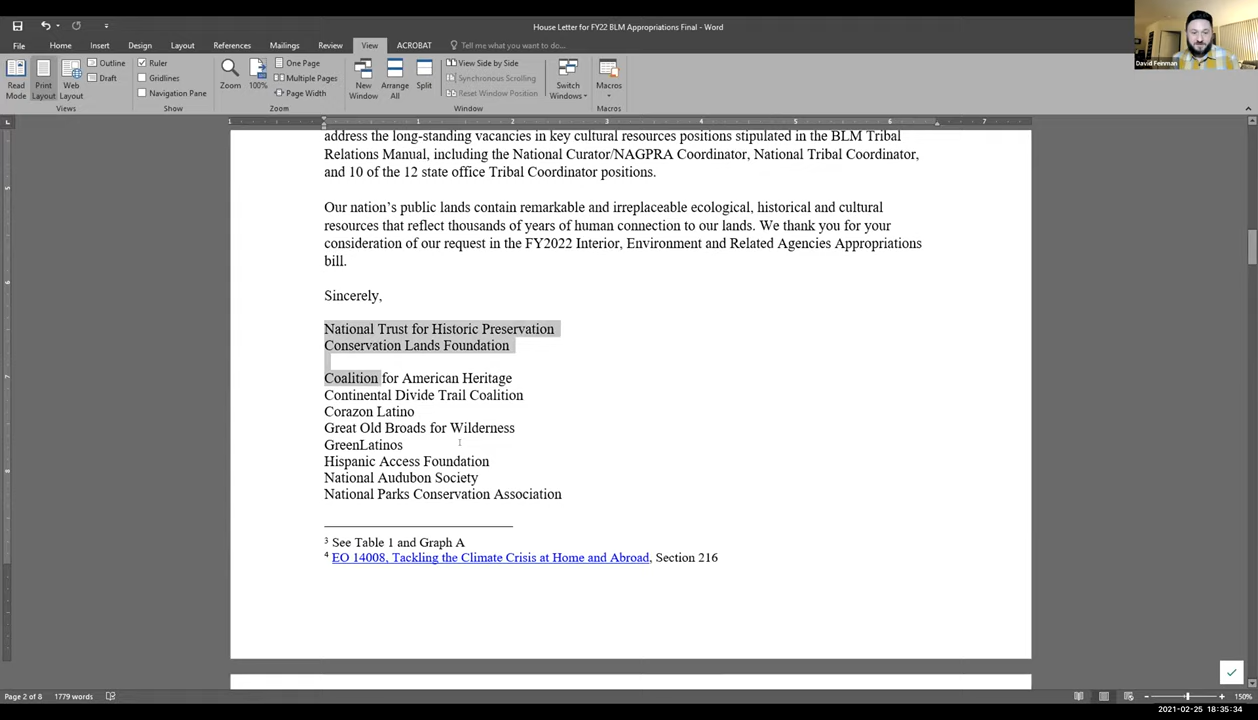 House Letter for FY22 BLM Appropriations Final - Word
File Home Insert Design Layout References Mailings Review View ACROBAT Tell me what you want to do...
Read Mode
Print Layout
Web Layout
Outline
Draft
Views
Ruler
Gridlines
Navigation Pane
Show
Zoom
100%
One Page
Multiple Pages
Page Width
Zoom
New Window
Arrange All
Split
View Side by Side
Synchronous Scrolling
Reset Window Position
Window
Switch Windows
Macros
Macros
David Feinman
1 1 2 3 4 5 6 7
address the long-standing vacancies in key cultural resources positions stipulated in the BLM Tribal
Relations Manual, including the National Curator/NAGPRA Coordinator, National Tribal Coordinator,
and 10 of the 12 state office Tribal Coordinator positions.
Our nation's public lands contain remarkable and irreplaceable ecological, historical and cultural
resources that reflect thousands of years of human connection to our lands. We thank you for your
consideration of our request in the FY2022 Interior, Environment and Related Agencies Appropriations
bill.
Sincerely,
National Trust for Historic Preservation
Conservation Lands Foundation
Coalition for American Heritage
Continental Divide Trail Coalition
Corazon Latino
Great Old Broads for Wilderness
GreenLatinos
Hispanic Access Foundation
National Audubon Society
National Parks Conservation Association
3 See Table 1 and Graph A
4 EO 14008, Tackling the Climate Crisis at Home and Abroad, Section 216
Page 2 of 8 1779 words
150%
2021-02-25 18:35:34